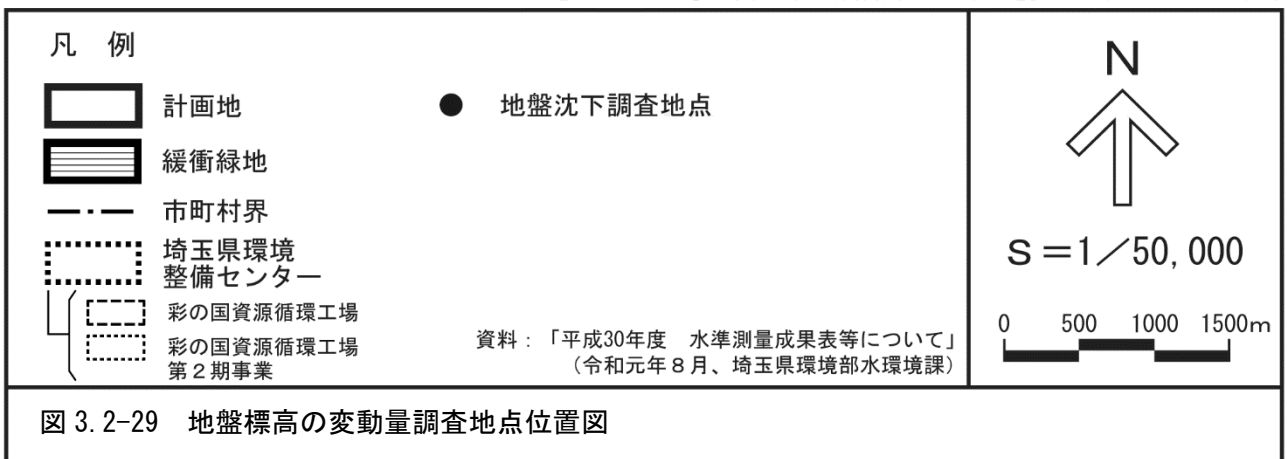 凡　例
計画地
● 地盤沈下調査地点
緩衝緑地
市町村界
埼玉県環境
整備センター
彩の国資源循環工場
彩の国資源循環工場
第２期事業
資料：「平成30年度　水準測量成果表等について」
（令和元年８月、埼玉県環境部水環境課）
N
S＝1／50,000
0 500 1000 1500m
図 3.2-29　地盤標高の変動量調査地点位置図